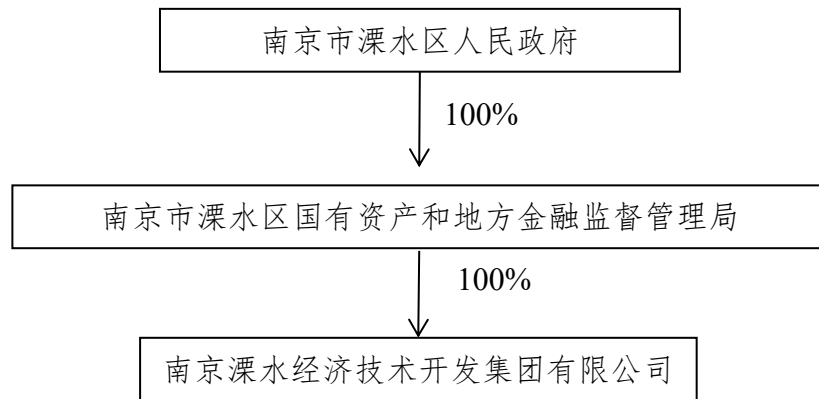 南京市溧水区人民政府
100%
南京市溧水区国有资产和地方金融监督管理局
100%
南京溧水经济技术开发集团有限公司